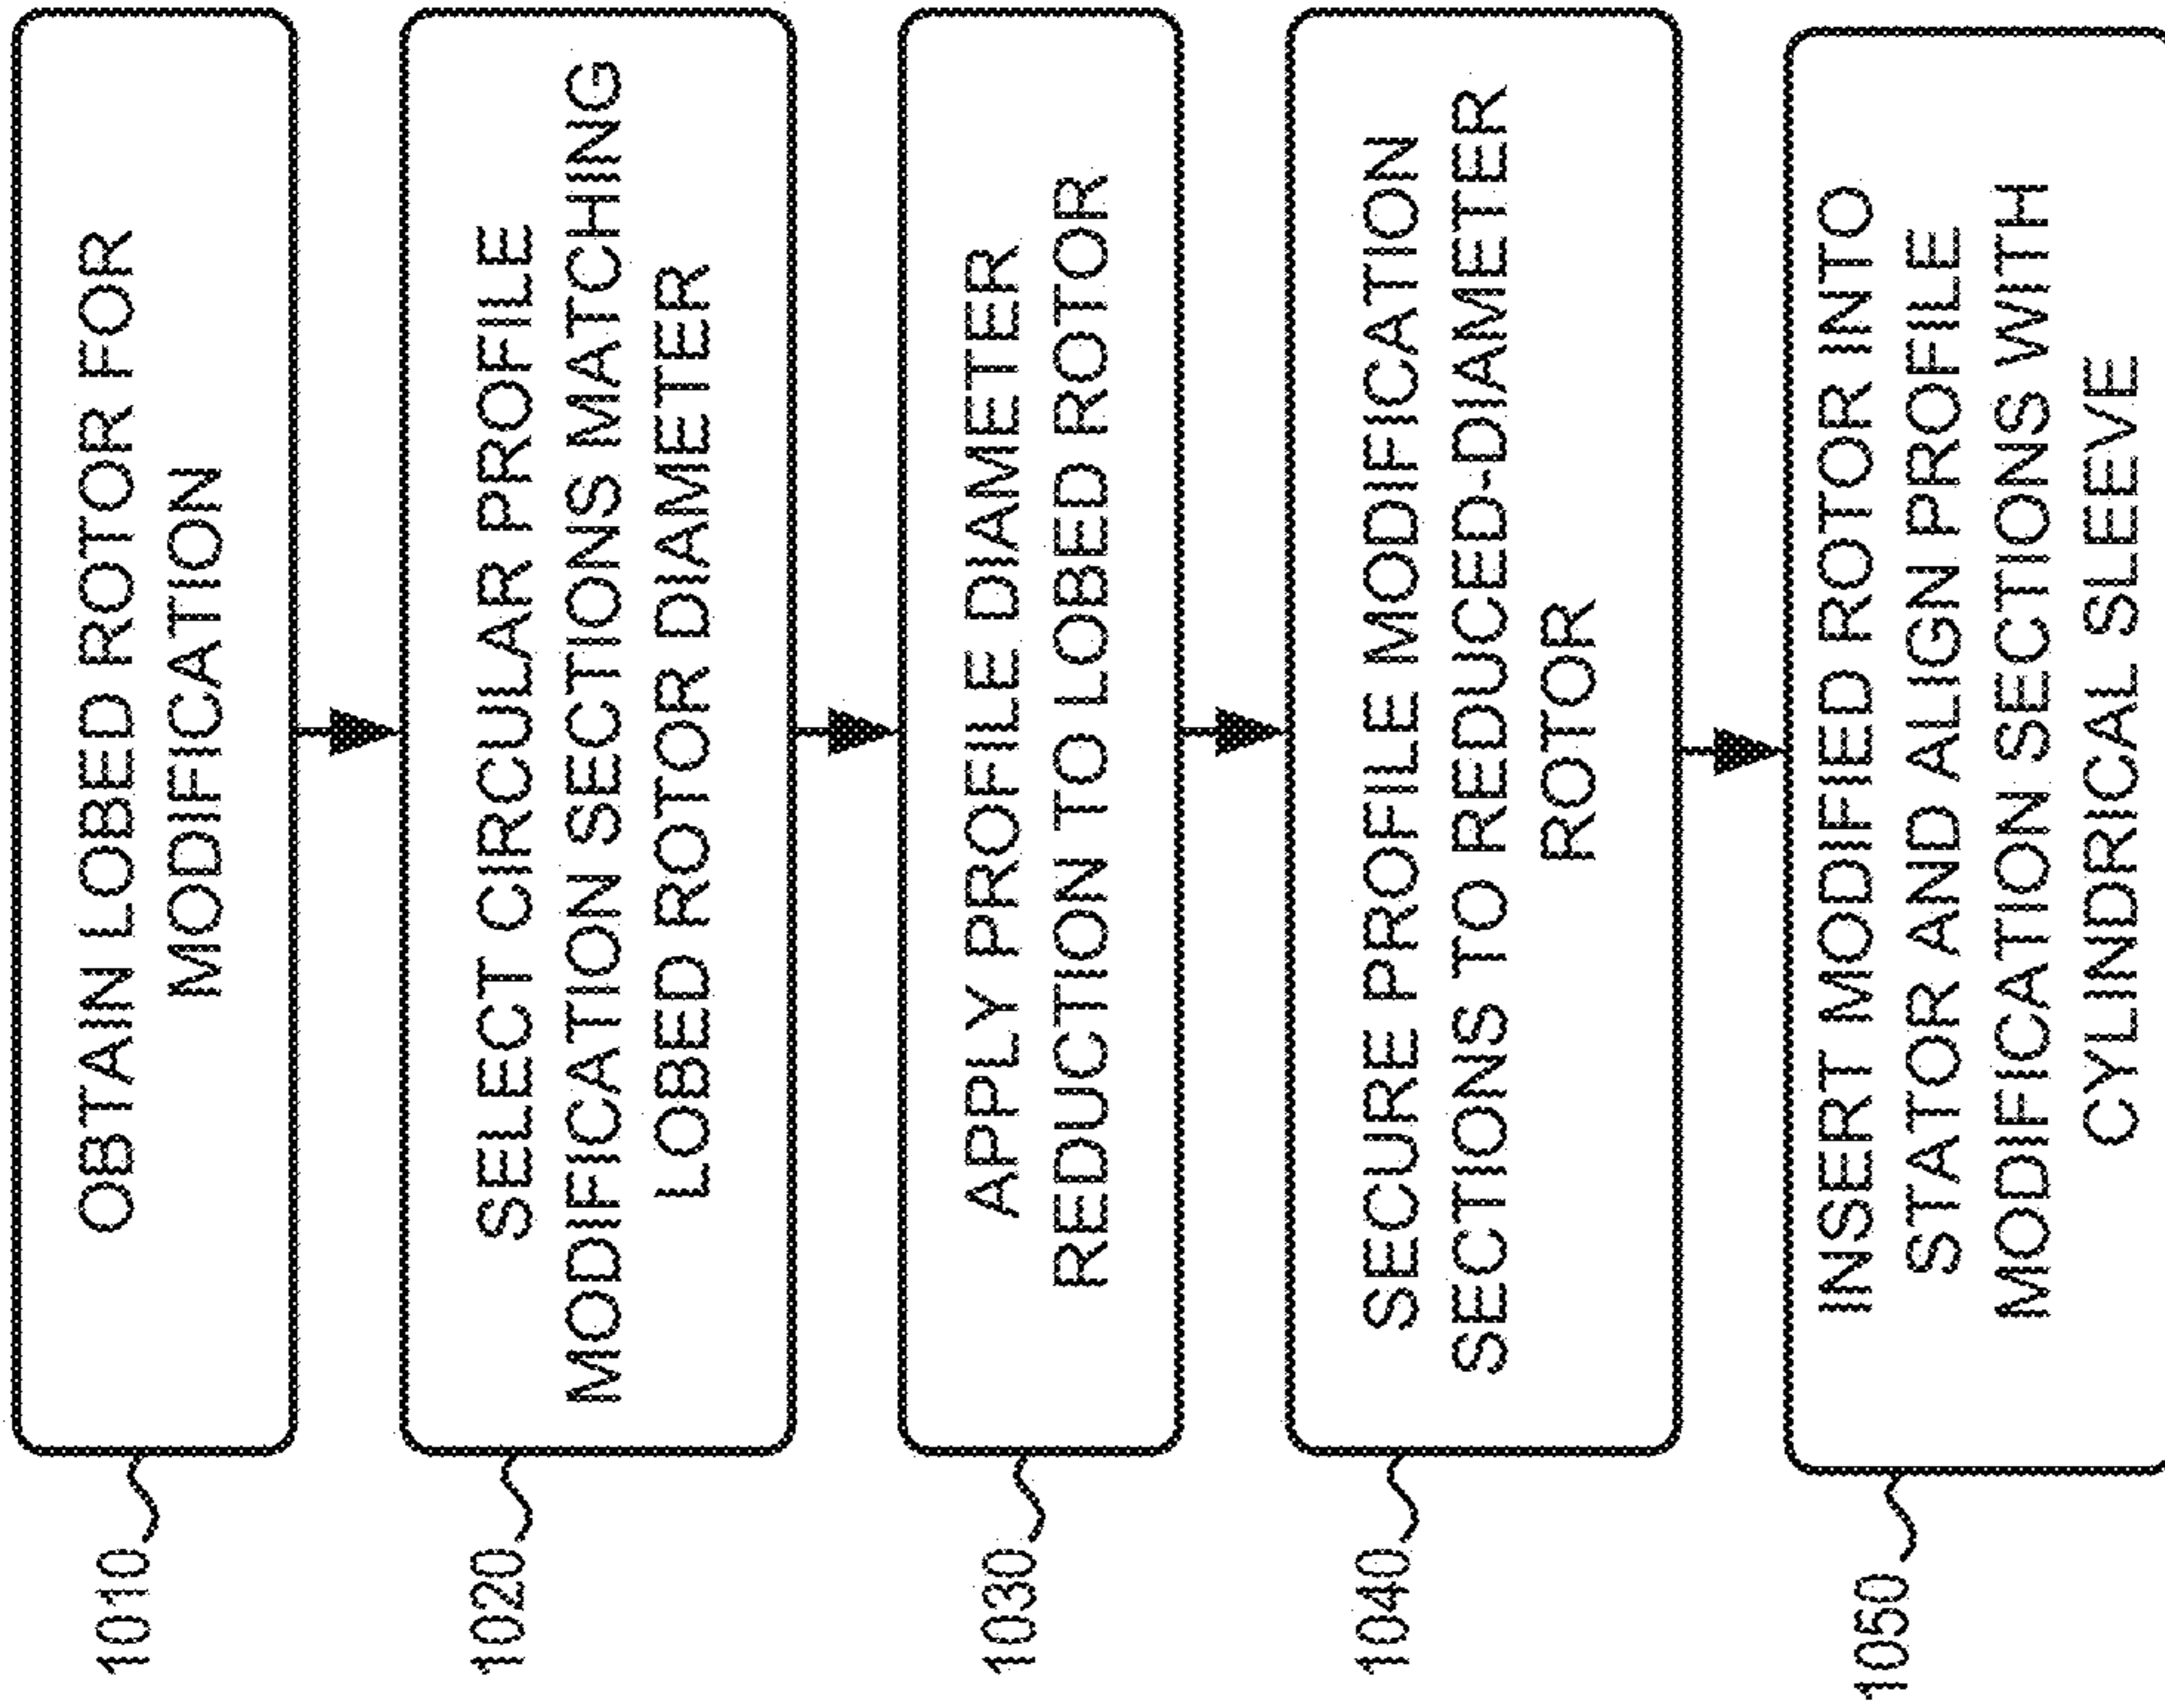 1010
OBTAIN LOBED ROTOR FOR
MODIFICATION
1020
SELECT CIRCULAR PROFILE
MODIFICATION SECTIONS MATCHING
LOBED ROTOR DIAMETER
1030
APPLY PROFILE DIAMETER
REDUCTION TO LOBED ROTOR
1040
SECURE PROFILE MODIFICATION
SECTIONS TO REDUCED-DIAMETER
ROTOR
1050
INSERT MODIFIED ROTOR INTO
STATOR AND ALIGN PROFILE
MODIFICATION SECTIONS WITH
CYLINDRICAL SLEEVE